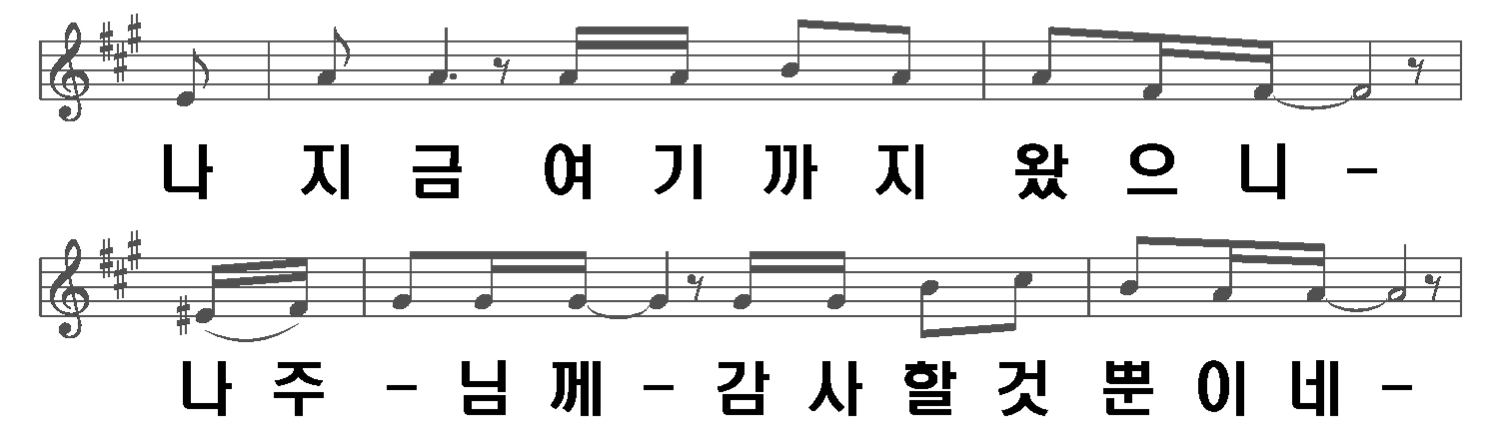 나 지 금 여 기 까 지 왔 으 니 -
나 주 - 님 께 - 감 사 할 것 뿐 이 네 -